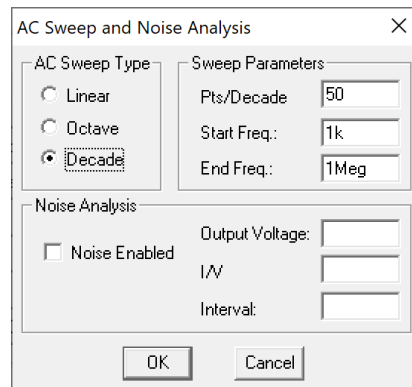 AC Sweep and Noise Analysis
AC Sweep Type
Linear
Octave
Decade
Sweep Parameters
Pts/Decade 50
Start Freq.: 1k
End Freq.: 1Meg
Noise Analysis
Noise Enabled
Output Voltage:
I/V
Interval:
OK Cancel